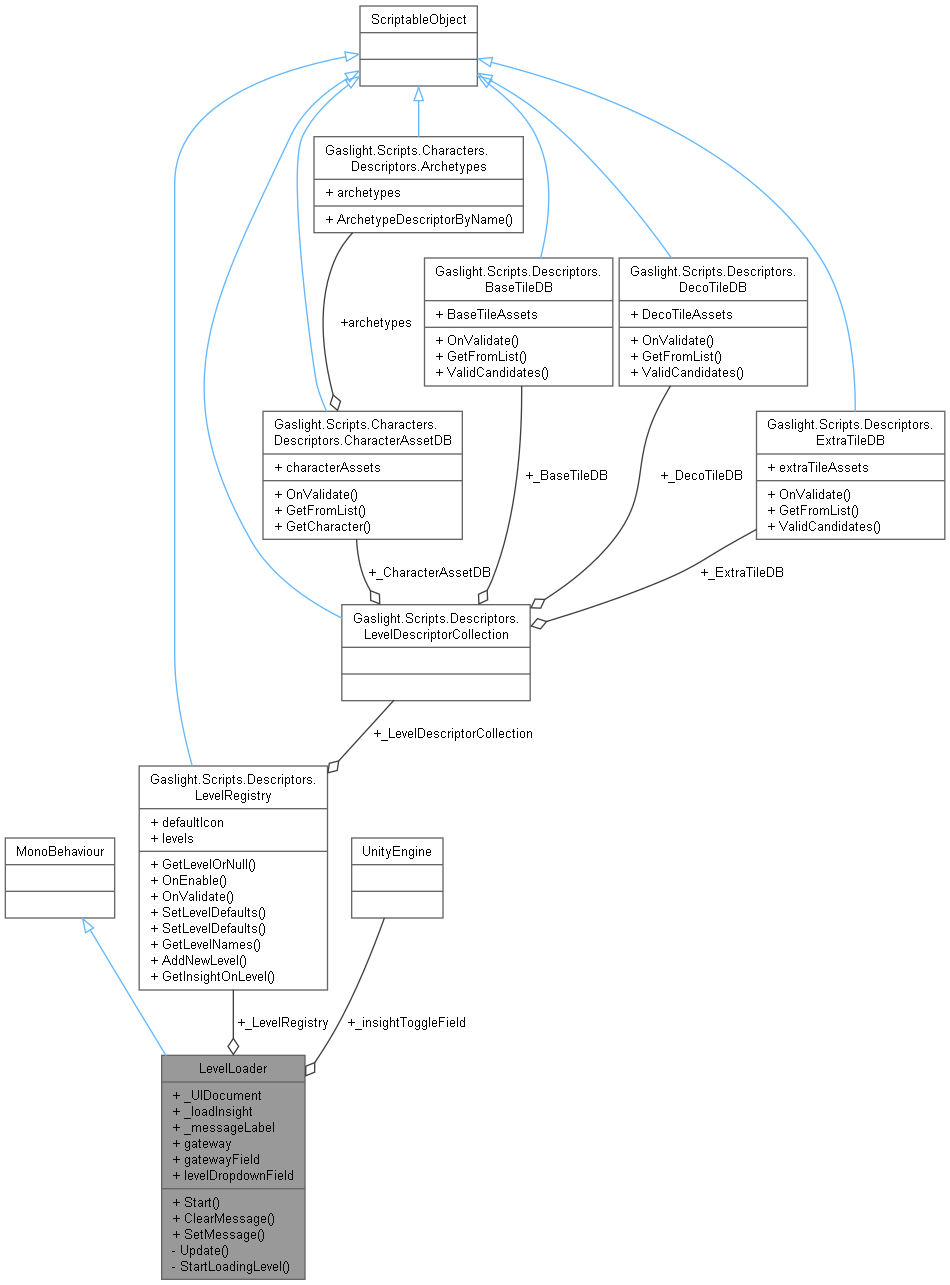 ScriptableObject
Gaslight.Scripts.Characters.
Descriptors.Archetypes
+ archetypes
+ ArchetypeDescriptorByName()
Gaslight.Scripts.Descriptors.
BaseTileDB
+ BaseTileAssets
+ OnValidate()
+ GetFromList()
+ ValidCandidates()
Gaslight.Scripts.Descriptors.
DecoTileDB
+ DecoTileAssets
+ OnValidate()
+ GetFromList()
+ ValidCandidates()
+archetypes
Gaslight.Scripts.Characters.
Descriptors.CharacterAssetDB
+ characterAssets
+ OnValidate()
+ GetFromList()
+ GetCharacter()
Gaslight.Scripts.Descriptors.
ExtraTileDB
+ extraTileAssets
+ OnValidate()
+ GetFromList()
+ ValidCandidates()
+_BaseTileDB
+_DecoTileDB
+_CharacterAssetDB
+_ExtraTileDB
Gaslight.Scripts.Descriptors.
LevelDescriptorCollection
+_LevelDescriptorCollection
Gaslight.Scripts.Descriptors.
LevelRegistry
+ defaultIcon
+ levels
+ GetLevelOrNull()
+ OnEnable()
+ OnValidate()
+ SetLevelDefaults()
+ SetLevelDefaults()
+ GetLevelNames()
+ AddNewLevel()
+ GetInsightOnLevel()
MonoBehaviour
UnityEngine
+_LevelRegistry
+_insightToggleField
LevelLoader
+ _UIDocument
+ _loadInsight
+ _messageLabel
+ gateway
+ gatewayField
+ levelDropdownField
+ Start()
+ ClearMessage()
+ SetMessage()
- Update()
- StartLoadingLevel()